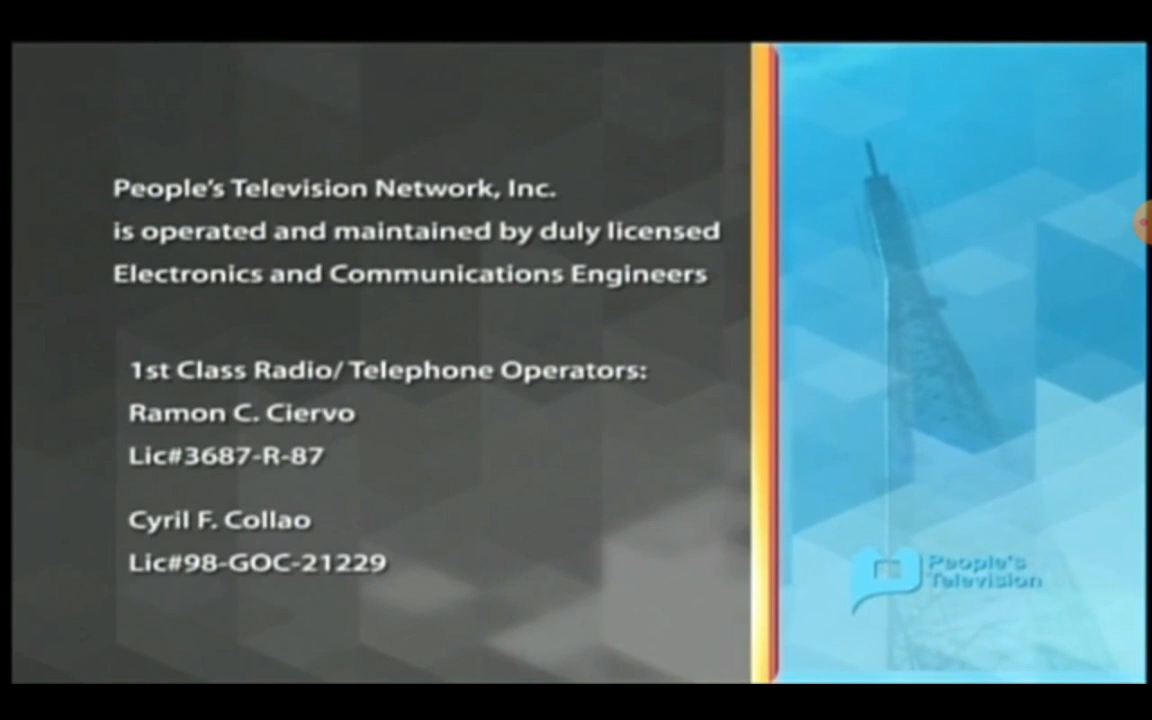 People's Television Network, Inc.
is operated and maintained by duly licensed
Electronics and Communications Engineers
1st Class Radio/ Telephone Operators:
Ramon C. Ciervo
Lic#3687-R-87
Cyril F. Collao
Lic#98-GOC-21229
People's
Television